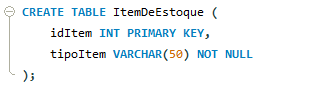 CREATE TABLE ItemDeEstoque (
    idItem INT PRIMARY KEY,
    tipoItem VARCHAR(50) NOT NULL
);